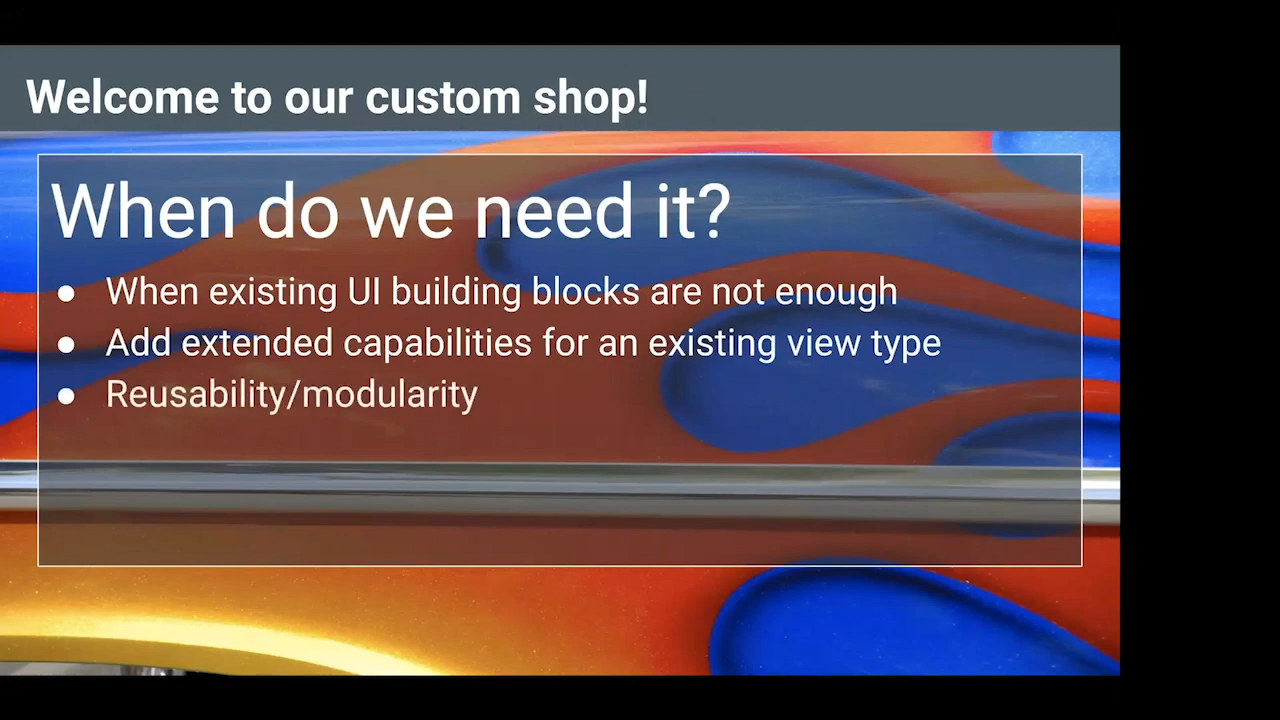 Welcome to our custom shop!
When do we need it?
● When existing UI building blocks are not enough
● Add extended capabilities for an existing view type
● Reusability/modularity